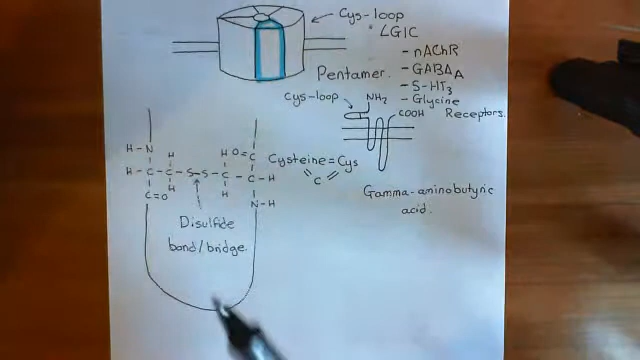 Cys-loop
LGIC
- nAChR
- GABAA
- 5-HT3
- Glycine
Receptors.
Pentamer.
Cys-loop
NH2
COOH
H-N
H
H-C-C-S-S-C-C-H
H
C=O
H O=C
H
N-H
Cysteine = Cys
= C =
Disulfide
bond/bridge.
Gamma-aminobutyric
acid.